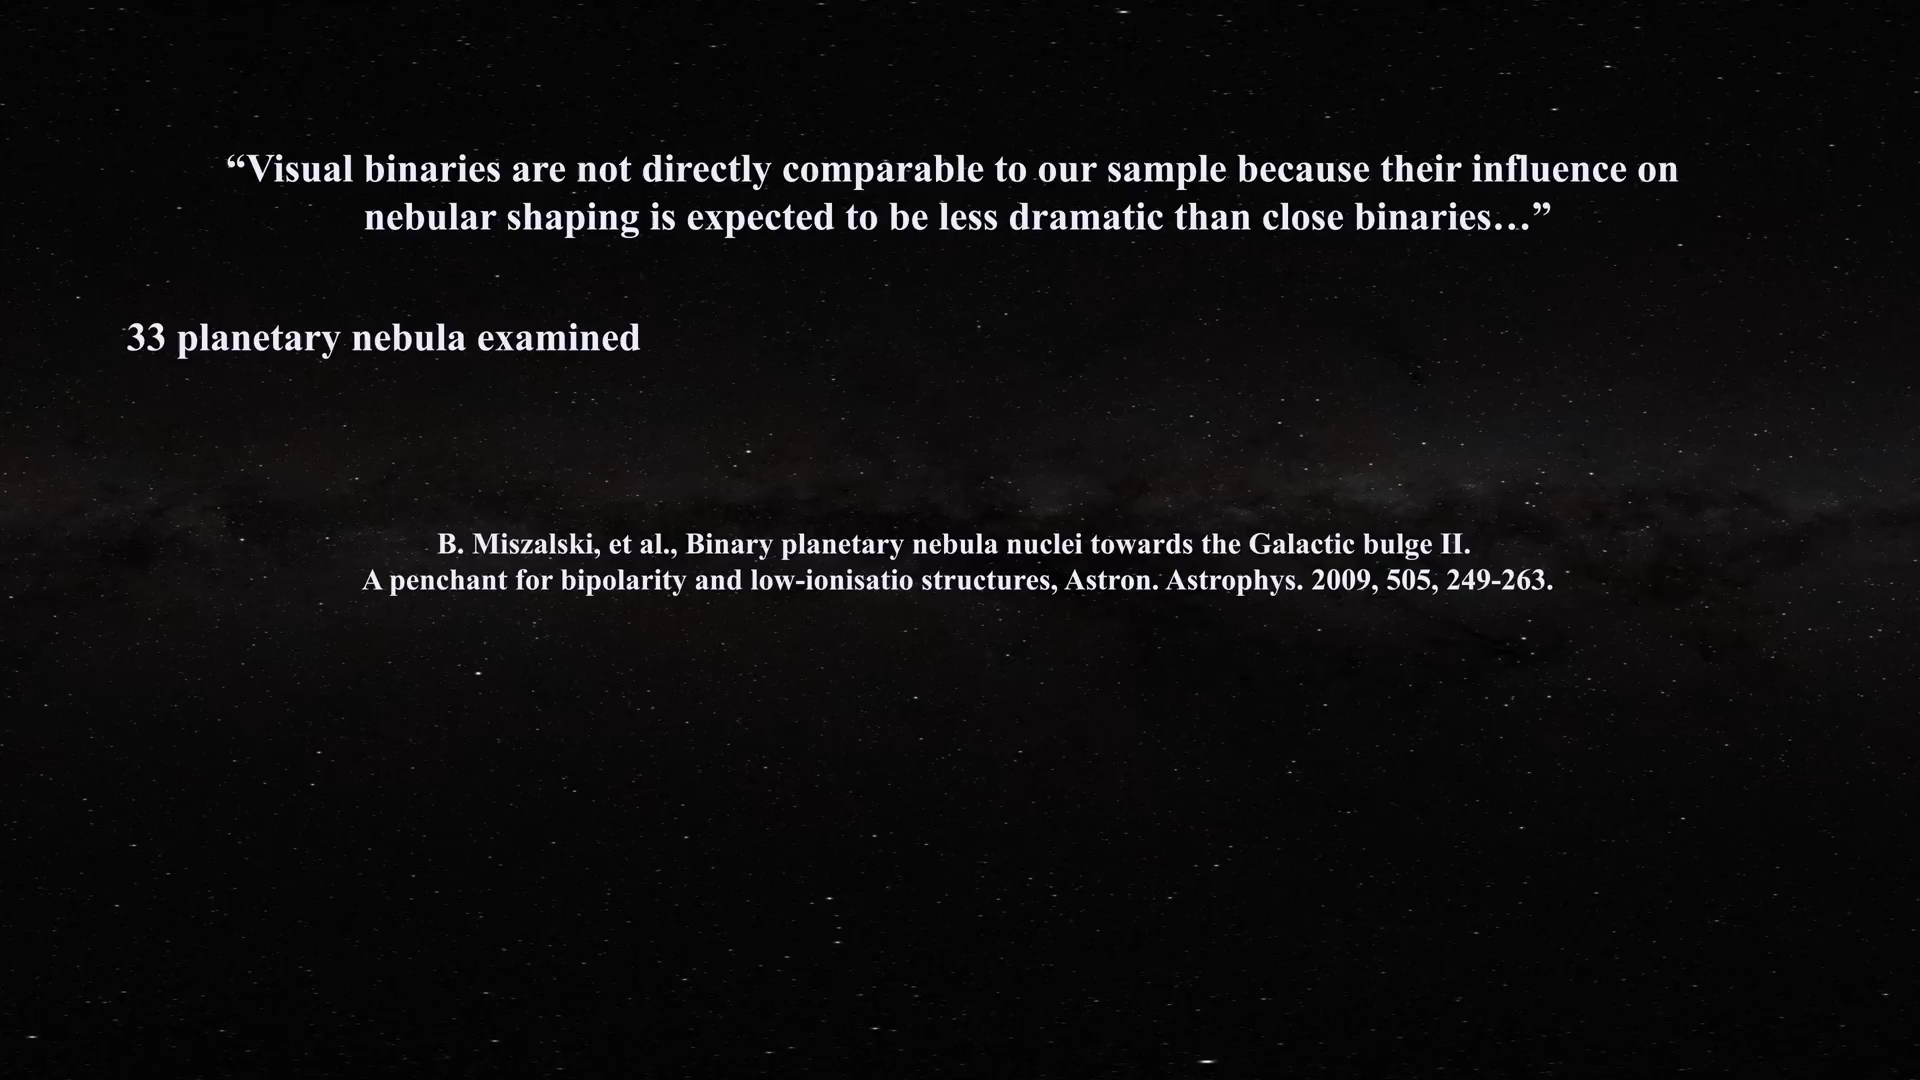 “Visual binaries are not directly comparable to our sample because their influence on
nebular shaping is expected to be less dramatic than close binaries…”
33 planetary nebula examined
B. Miszalski, et al., Binary planetary nebula nuclei towards the Galactic bulge II.
A penchant for bipolarity and low-ionisatio structures, Astron. Astrophys. 2009, 505, 249-263.